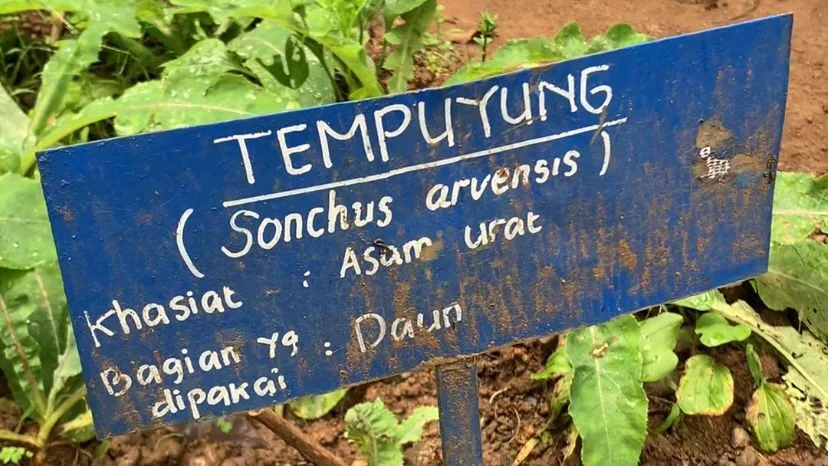 TEMPUYUNG
(Sonchus arvensis)
Khasiat : Asam urat
Bagian yg : Daun
dipakai